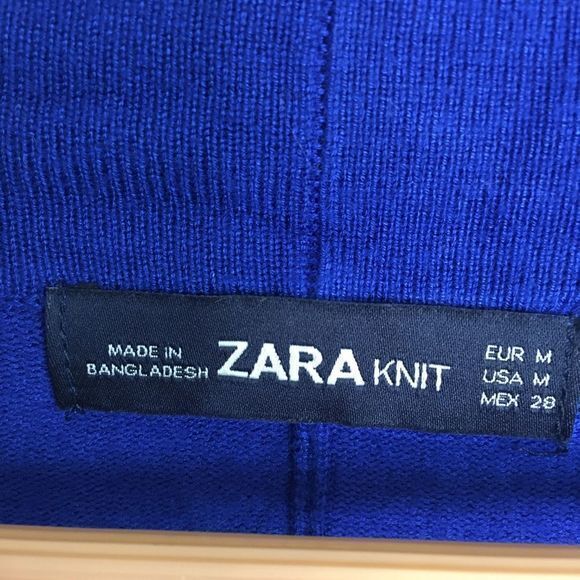 MADE IN
BANGLADESH
ZARA KNIT
EUR M
USA M
MEX 28